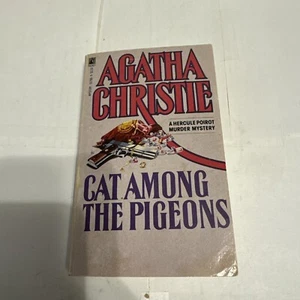 AGATHA
CHRISTIE
A HERCULE POIROT
MURDER MYSTERY
CAT AMONG
THE PIGEONS